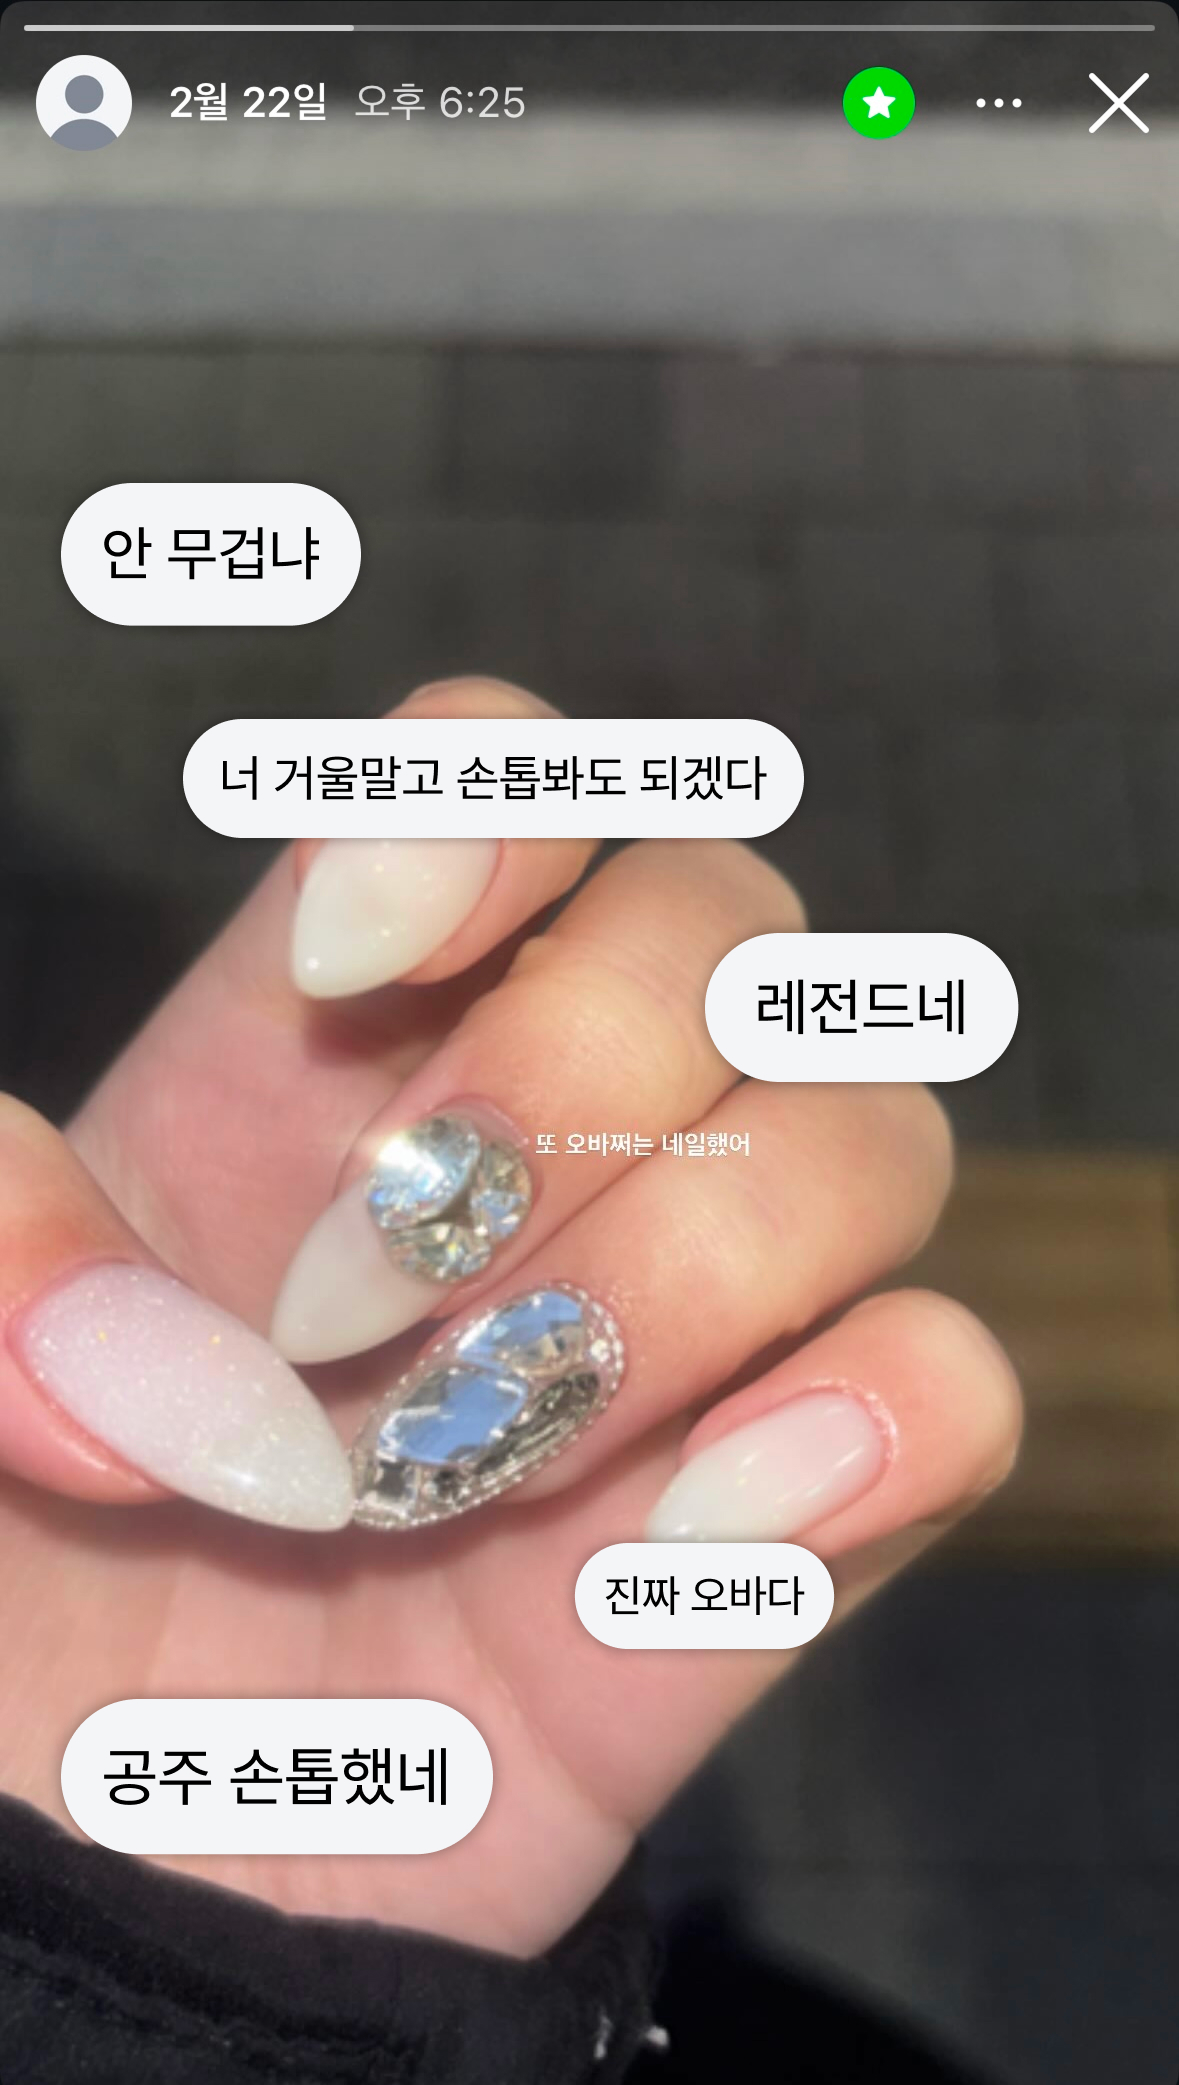 2월 22일 오후 6:25
안 무겁냐
너 거울말고 손톱봐도 되겠다
레전드네
또 오바쩌는 네일했어
진짜 오바다
공주 손톱했네